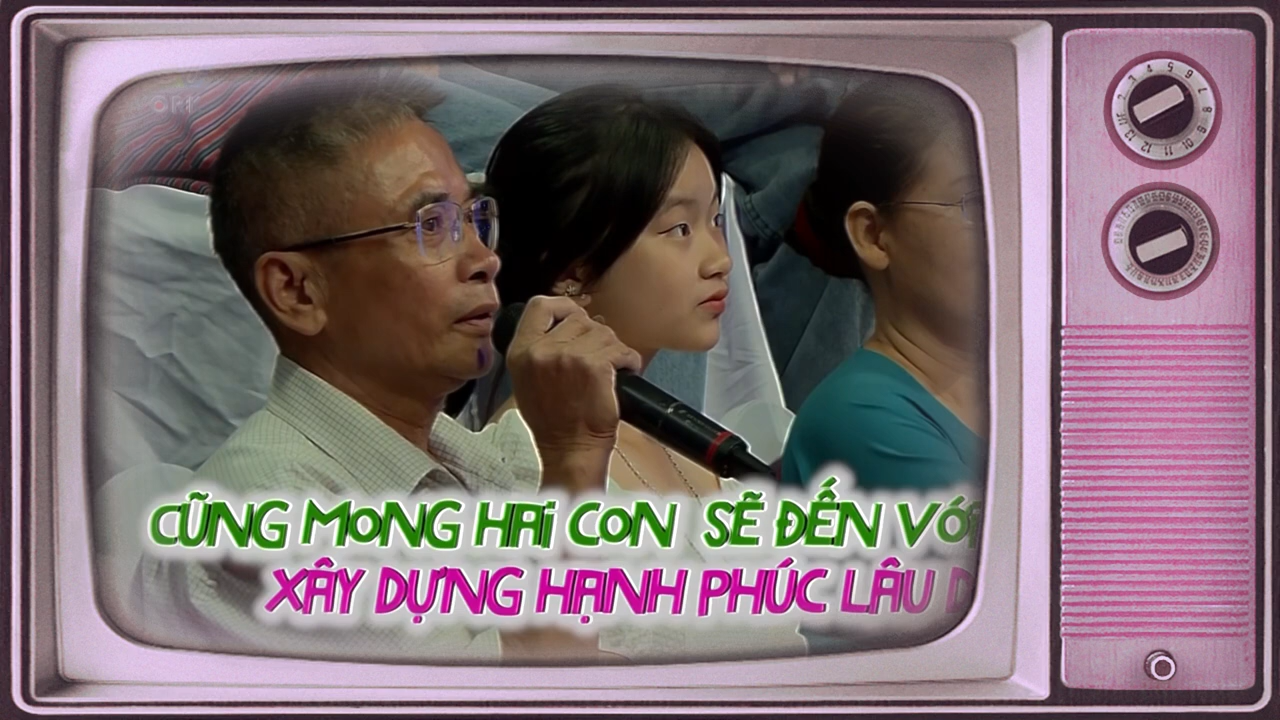 CŨNG MONG HAI CON SẼ ĐẾN VỚI
XÂY DỰNG HẠNH PHÚC LÂU